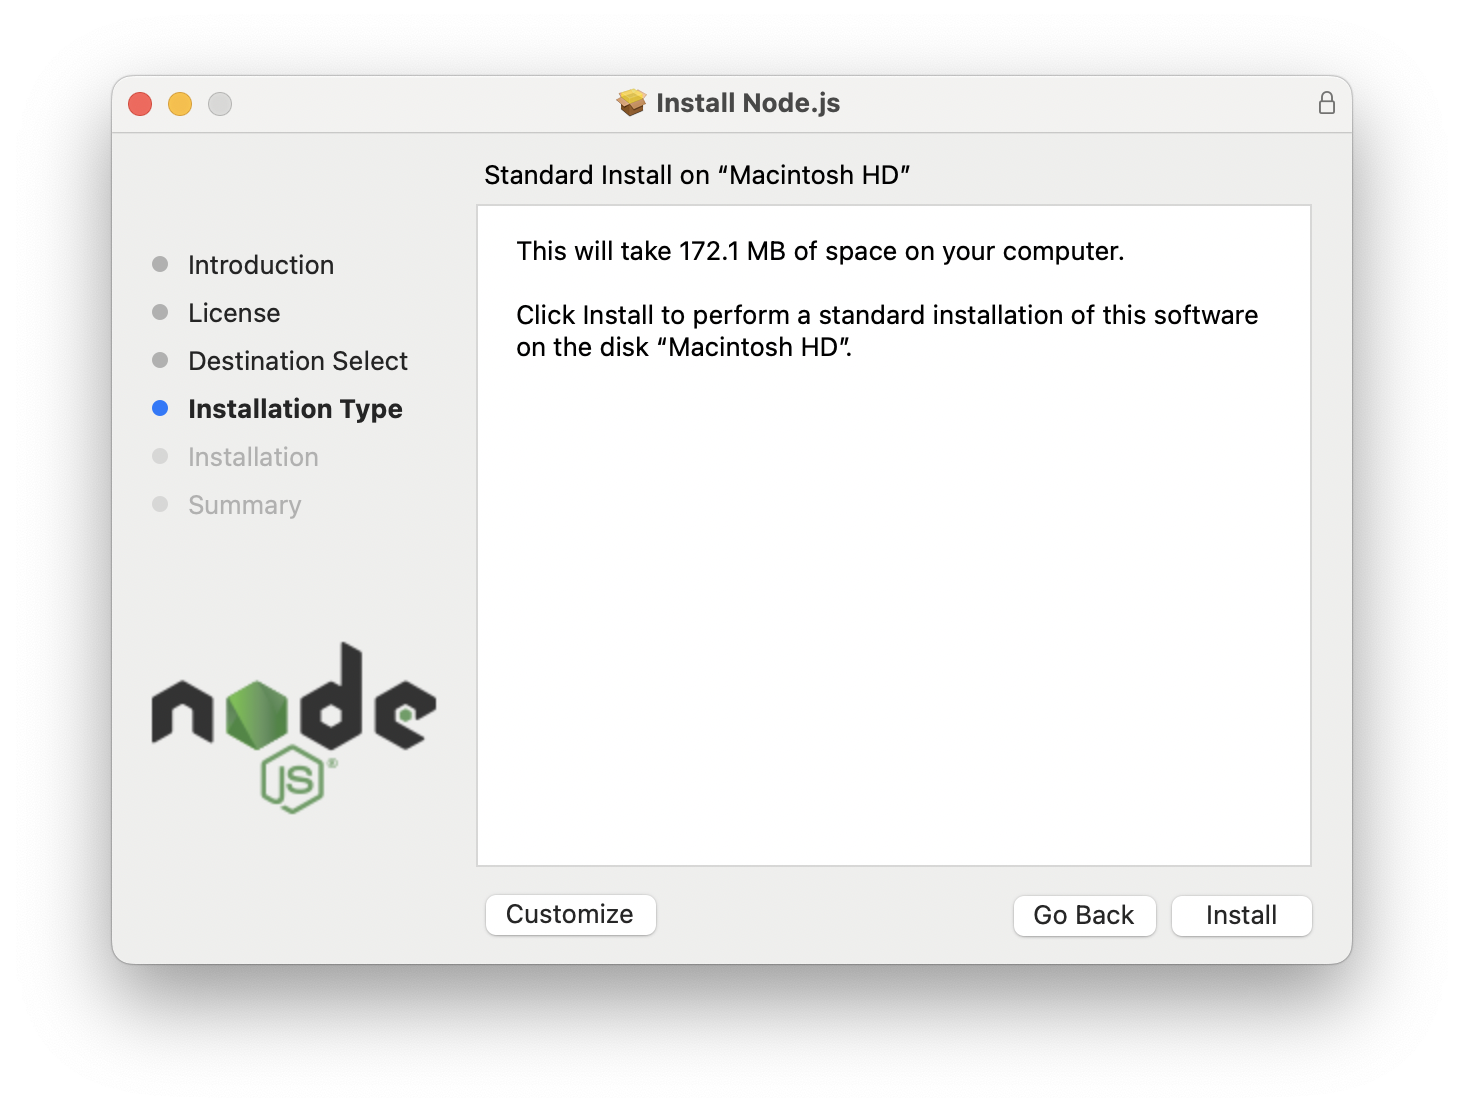 Install Node.js
Standard Install on “Macintosh HD”
Introduction
License
Destination Select
Installation Type
Installation
Summary
This will take 172.1 MB of space on your computer.
Click Install to perform a standard installation of this software
on the disk “Macintosh HD”.
node
JS®
Customize
Go Back
Install